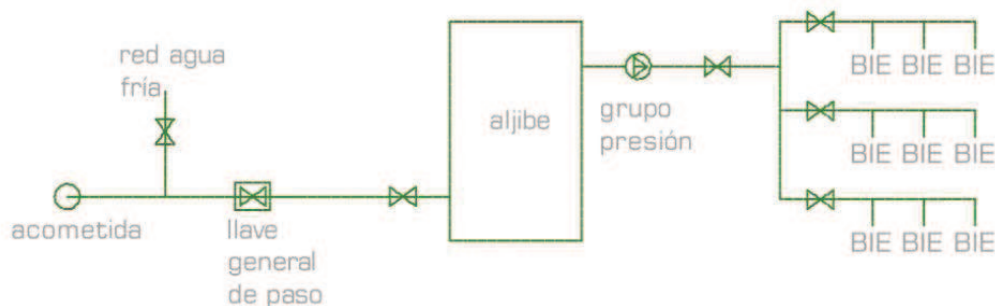 red agua
fría
acometida
llave
general
de paso
aljibe
grupo
presión
BIE BIE BIE
BIE BIE BIE
BIE BIE BIE